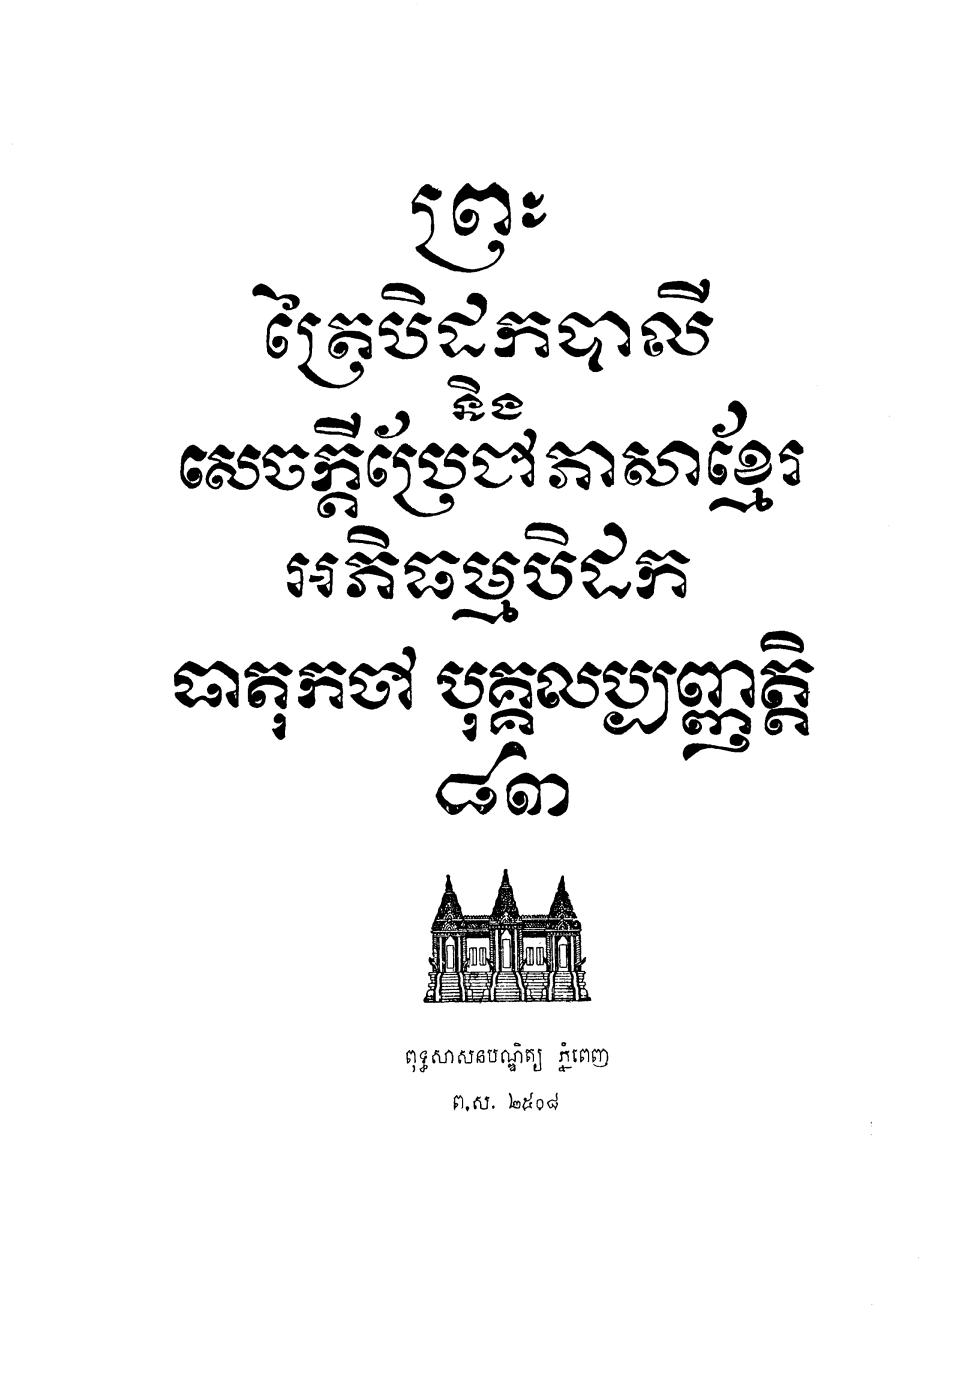 ព្រះ
ត្រៃបិដកបាលី
និង
សេចក្តីប្រែជាភាសាខ្មែរ
អភិធម្មបិដក
ធាតុកថា បុគ្គលប្បញ្ញត្តិ
៨៣
ពុទ្ធសាសនបណ្ឌិត្យ ភ្នំពេញ
ព.ស. ២៥០៨